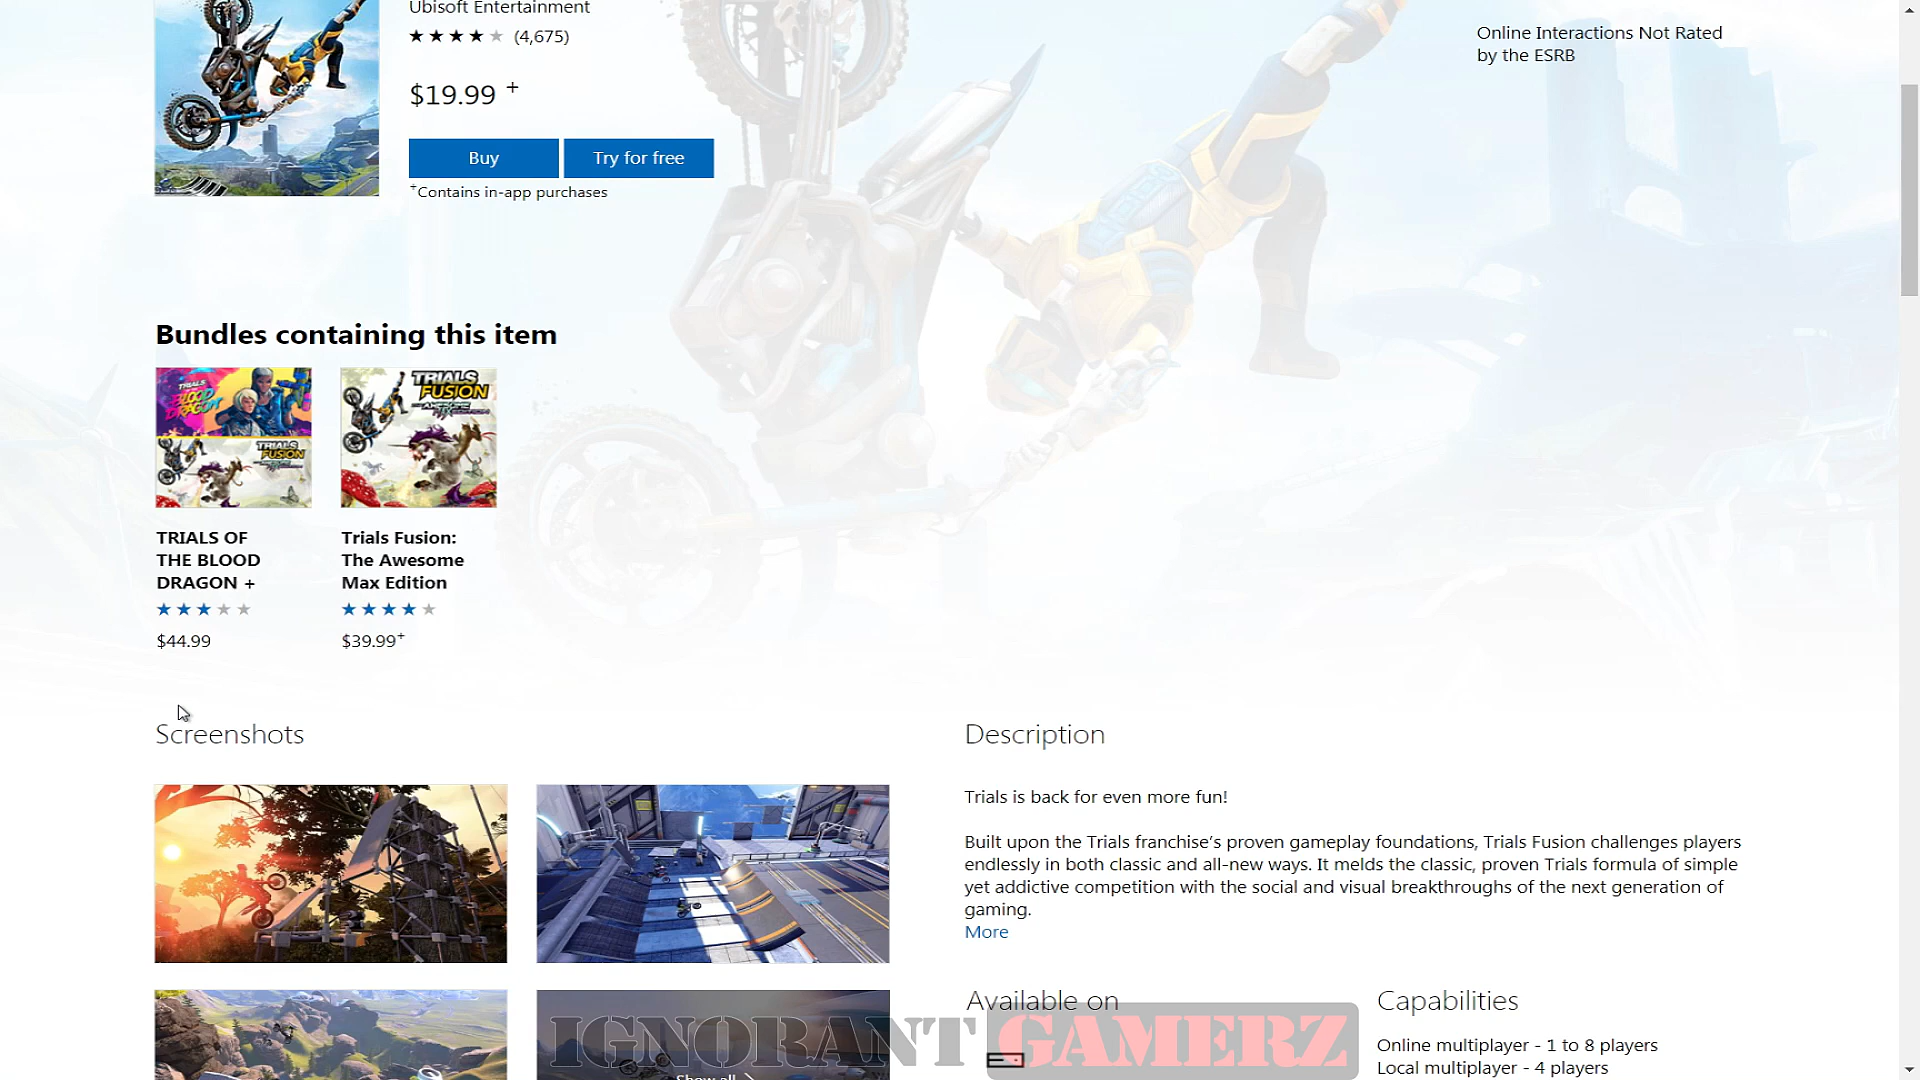 Ubisoft Entertainment
(4,675)
$19.99 +
Buy
Try for free
+Contains in-app purchases
Online Interactions Not Rated
by the ESRB
Bundles containing this item
TRIALS
OF THE
BLOOD
DRAGON
TRIALS
FUSION
TRIALS
FUSION
TRIALS OF
THE BLOOD
DRAGON +
$44.99
Trials Fusion:
The Awesome
Max Edition
$39.99+
Screenshots
Description
Trials is back for even more fun!
Built upon the Trials franchise’s proven gameplay foundations, Trials Fusion challenges players
endlessly in both classic and all-new ways. It melds the classic, proven Trials formula of simple
yet addictive competition with the social and visual breakthroughs of the next generation of
gaming.
More
Available on
Capabilities
Online multiplayer - 1 to 8 players
Local multiplayer - 4 players
Show all
IGNORANT GAMERZ